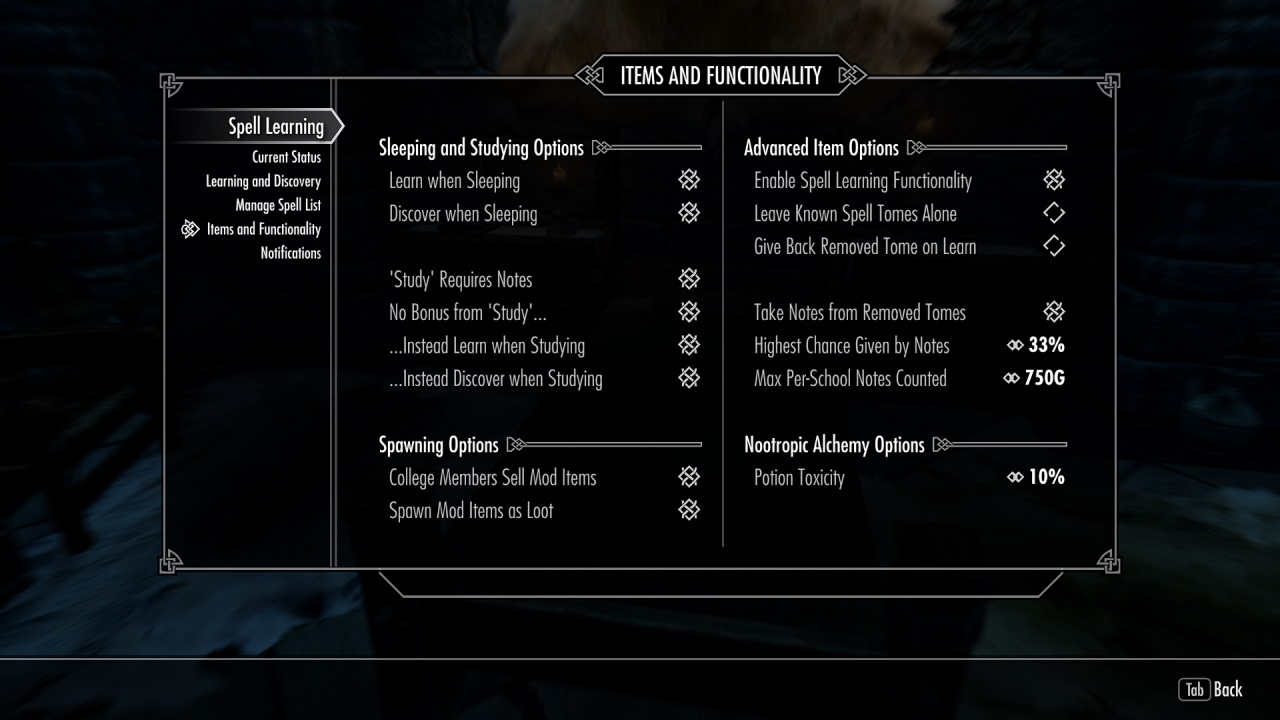 ITEMS AND FUNCTIONALITY
Spell Learning
Current Status
Learning and Discovery
Manage Spell List
Items and Functionality
Notifications
Sleeping and Studying Options
Learn when Sleeping
Discover when Sleeping
'Study' Requires Notes
No Bonus from 'Study'...
...Instead Learn when Studying
...Instead Discover when Studying
Spawning Options
College Members Sell Mod Items
Spawn Mod Items as Loot
Advanced Item Options
Enable Spell Learning Functionality
Leave Known Spell Tomes Alone
Give Back Removed Tome on Learn
Take Notes from Removed Tomes
Highest Chance Given by Notes 33%
Max Per-School Notes Counted 750G
Nootropic Alchemy Options
Potion Toxicity 10%
Tab Back